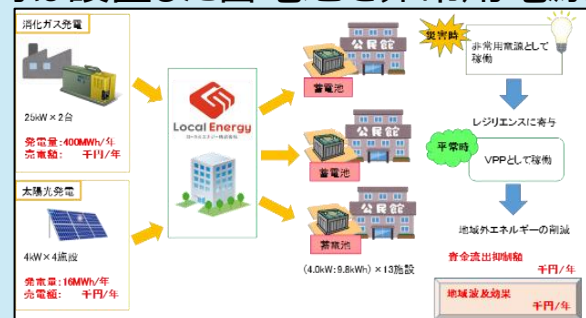 消化ガス発電
25kW×2台
発電量:400MWh/年
売電額: 千円/年
太陽光発電
4kW×4施設
発電量:16MWh/年
売電額: 千円/年
Local Energy
ローカルエナジー株式会社
公民館
蓄電池
公民館
蓄電池
公民館
蓄電池
(4.0kW:9.8kWh)×13施設
災害時
非常用電源として
稼働
レジリエンスに寄与
平常時
VPPとして稼働
地域外エネルギーの削減
資金流出抑制額
千円/年
地域波及効果
千円/年